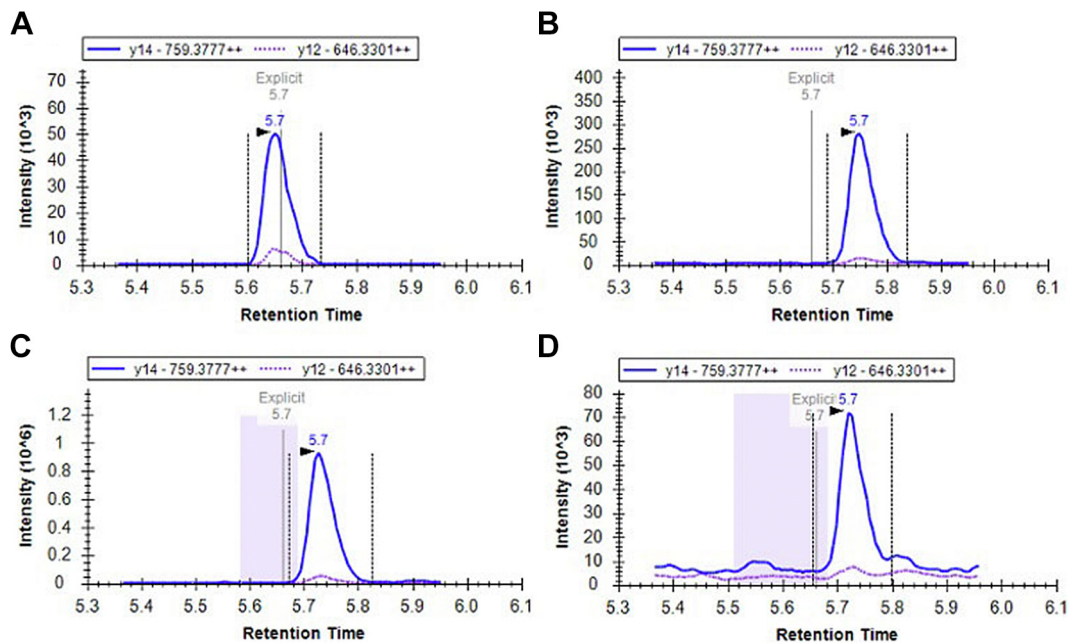 A
y14 - 759.3777++ y12 - 646.3301++
Explicit
5.7
5.7
Intensity (10^3)
70
60
50
40
30
20
10
0
5.3 5.4 5.5 5.6 5.7 5.8 5.9 6.0 6.1
Retention Time
B
y14 - 759.3777++ y12 - 646.3301++
Explicit
5.7
5.7
Intensity (10^3)
400
350
300
250
200
150
100
50
0
5.3 5.4 5.5 5.6 5.7 5.8 5.9 6.0 6.1
Retention Time
C
y14 - 759.3777++ y12 - 646.3301++
Explicit
5.7
5.7
Intensity (10^6)
1.2
1
0.8
0.6
0.4
0.2
0
5.3 5.4 5.5 5.6 5.7 5.8 5.9 6.0 6.1
Retention Time
D
y14 - 759.3777++ y12 - 646.3301++
Explicit 5.7
5.7
Intensity (10^3)
80
70
60
50
40
30
20
10
0
5.3 5.4 5.5 5.6 5.7 5.8 5.9 6.0 6.1
Retention Time